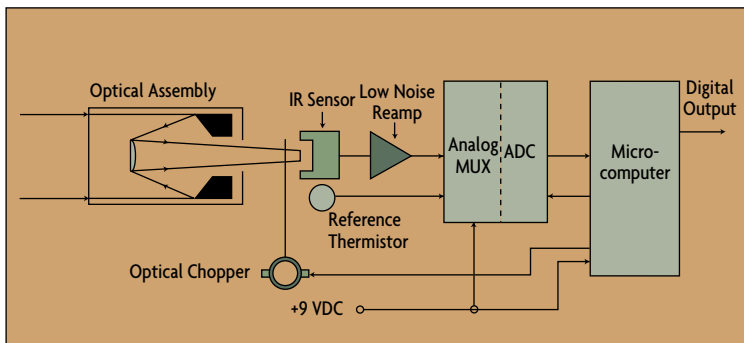 Optical Assembly
IR Sensor
Low Noise
Reamp
Analog
MUX
ADC
Micro-
computer
Digital
Output
Reference
Thermistor
Optical Chopper
+9 VDC